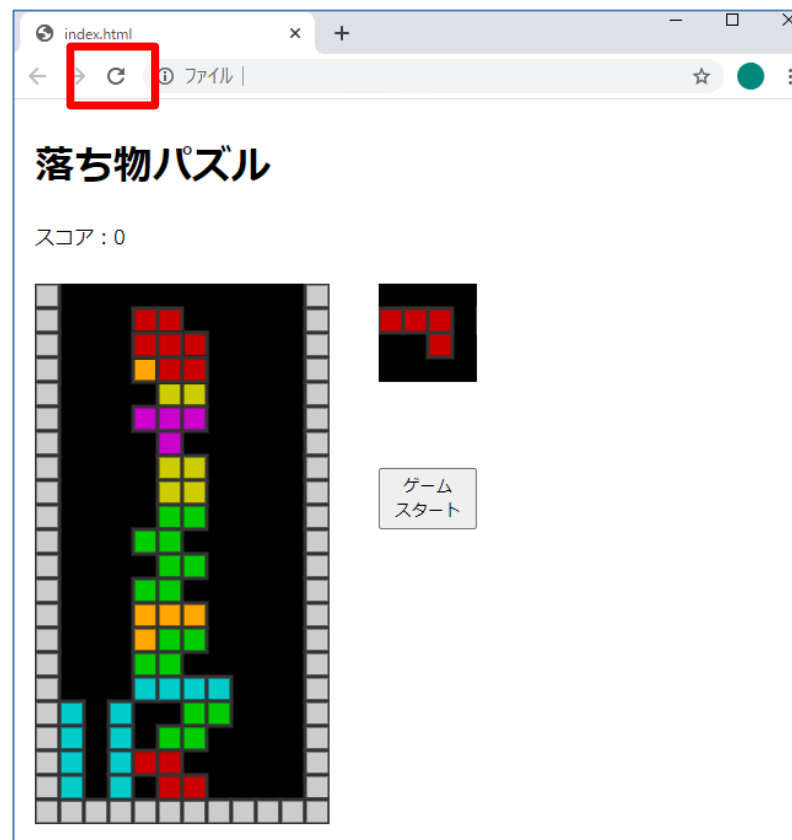 index.html
ファイル
落ち物パズル
スコア：0
ゲーム
スタート